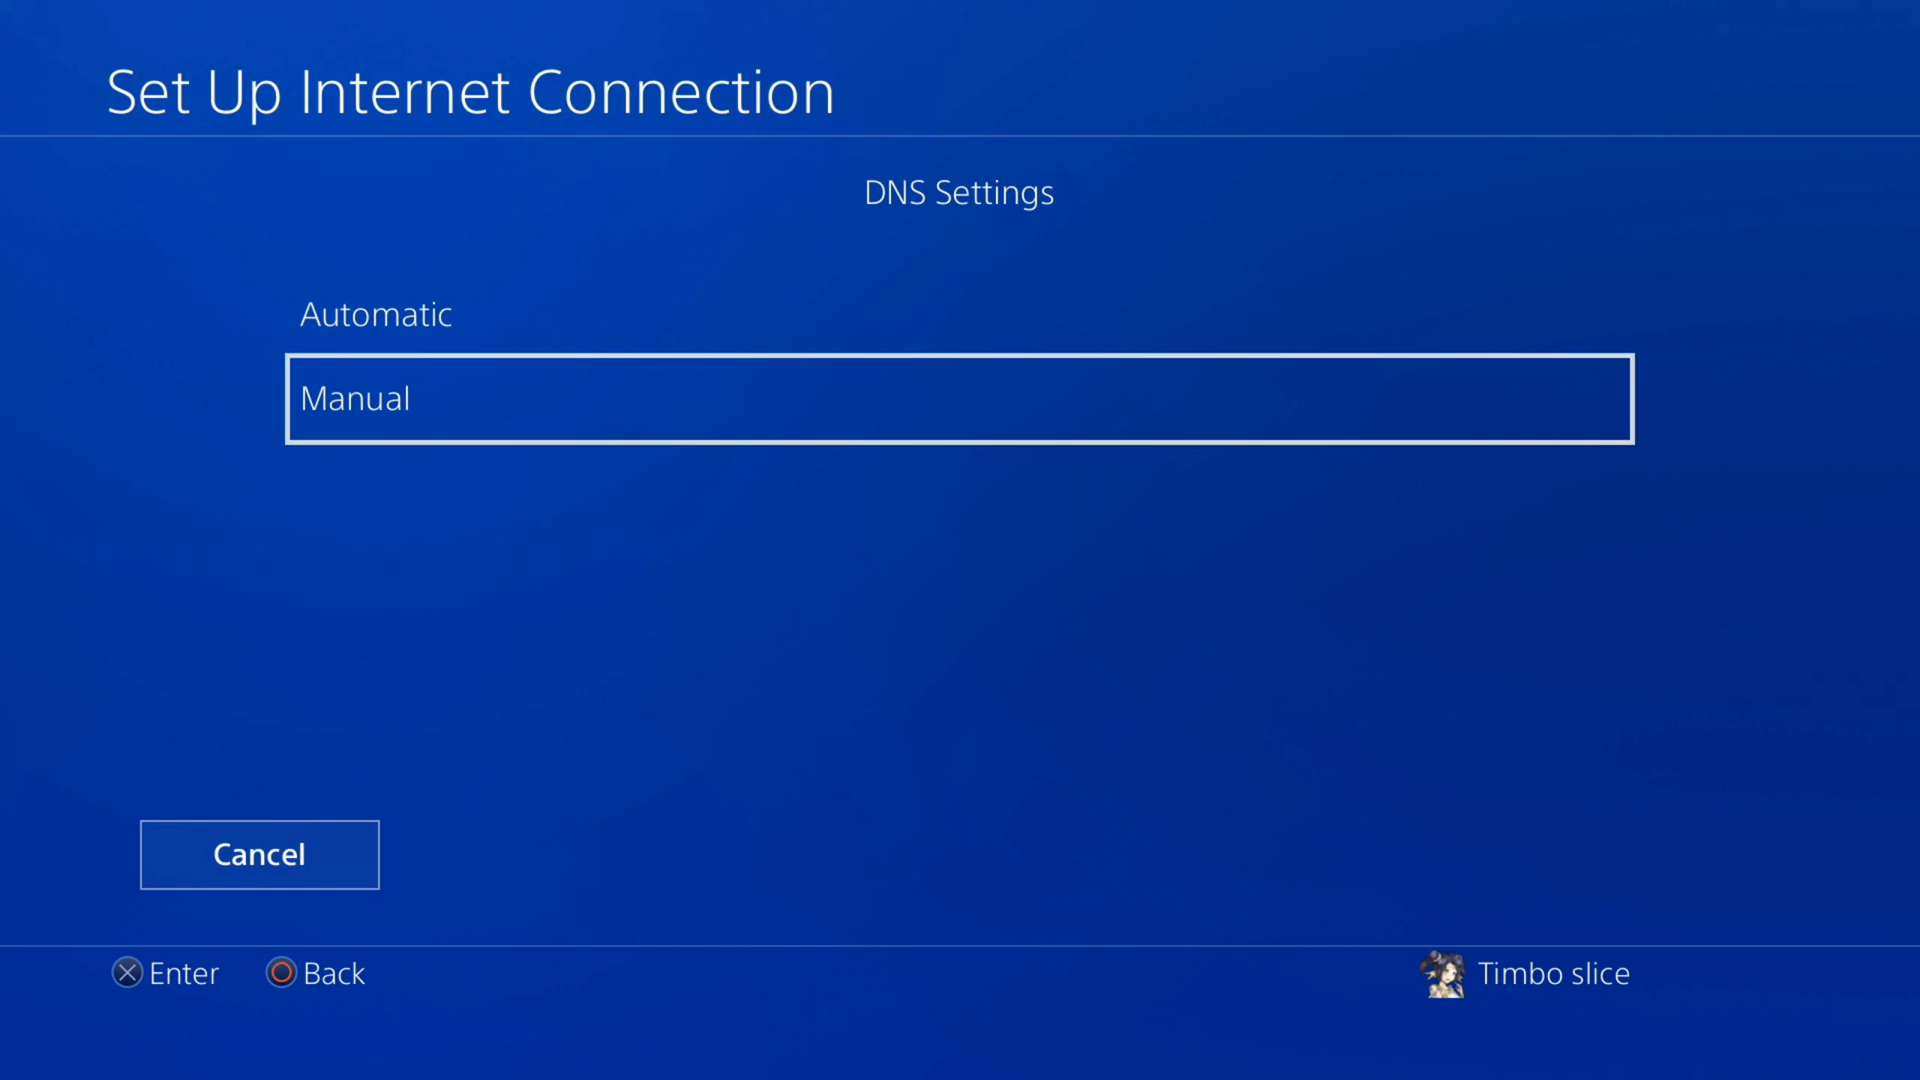 Set Up Internet Connection
DNS Settings
Automatic
Manual
Cancel
Enter
Back
Timbo slice